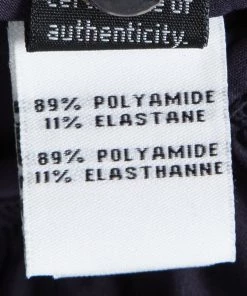 authenticity.
89% POLYAMIDE
11% ELASTANE
89% POLYAMIDE
11% ELASTHANNE